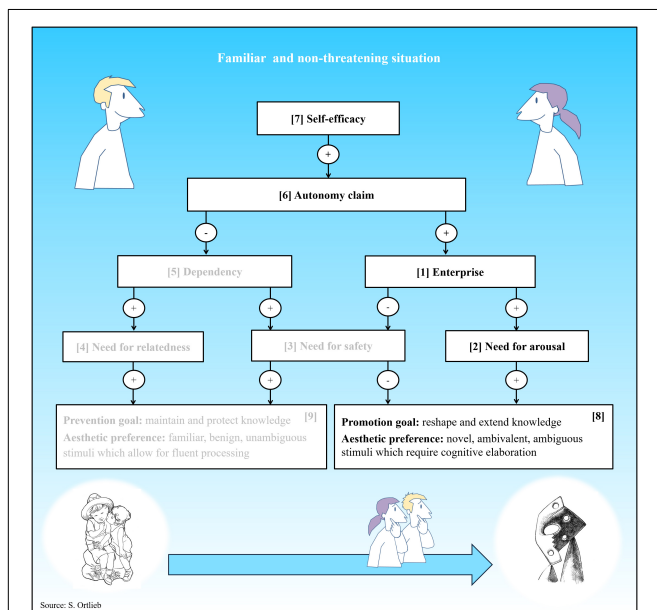 Familiar and non-threatening situation
[7] Self-efficacy
+
[6] Autonomy claim
-
+
[5] Dependency
[1] Enterprise
+
+
-
+
[4] Need for relatedness
[3] Need for safety
[2] Need for arousal
+
+
-
+
Prevention goal: maintain and protect knowledge [9]
Aesthetic preference: familiar, benign, unambiguous
stimuli which allow for fluent processing
[8]
Promotion goal: reshape and extend knowledge
Aesthetic preference: novel, ambivalent, ambiguous
stimuli which require cognitive elaboration
Source: S. Ortlieb